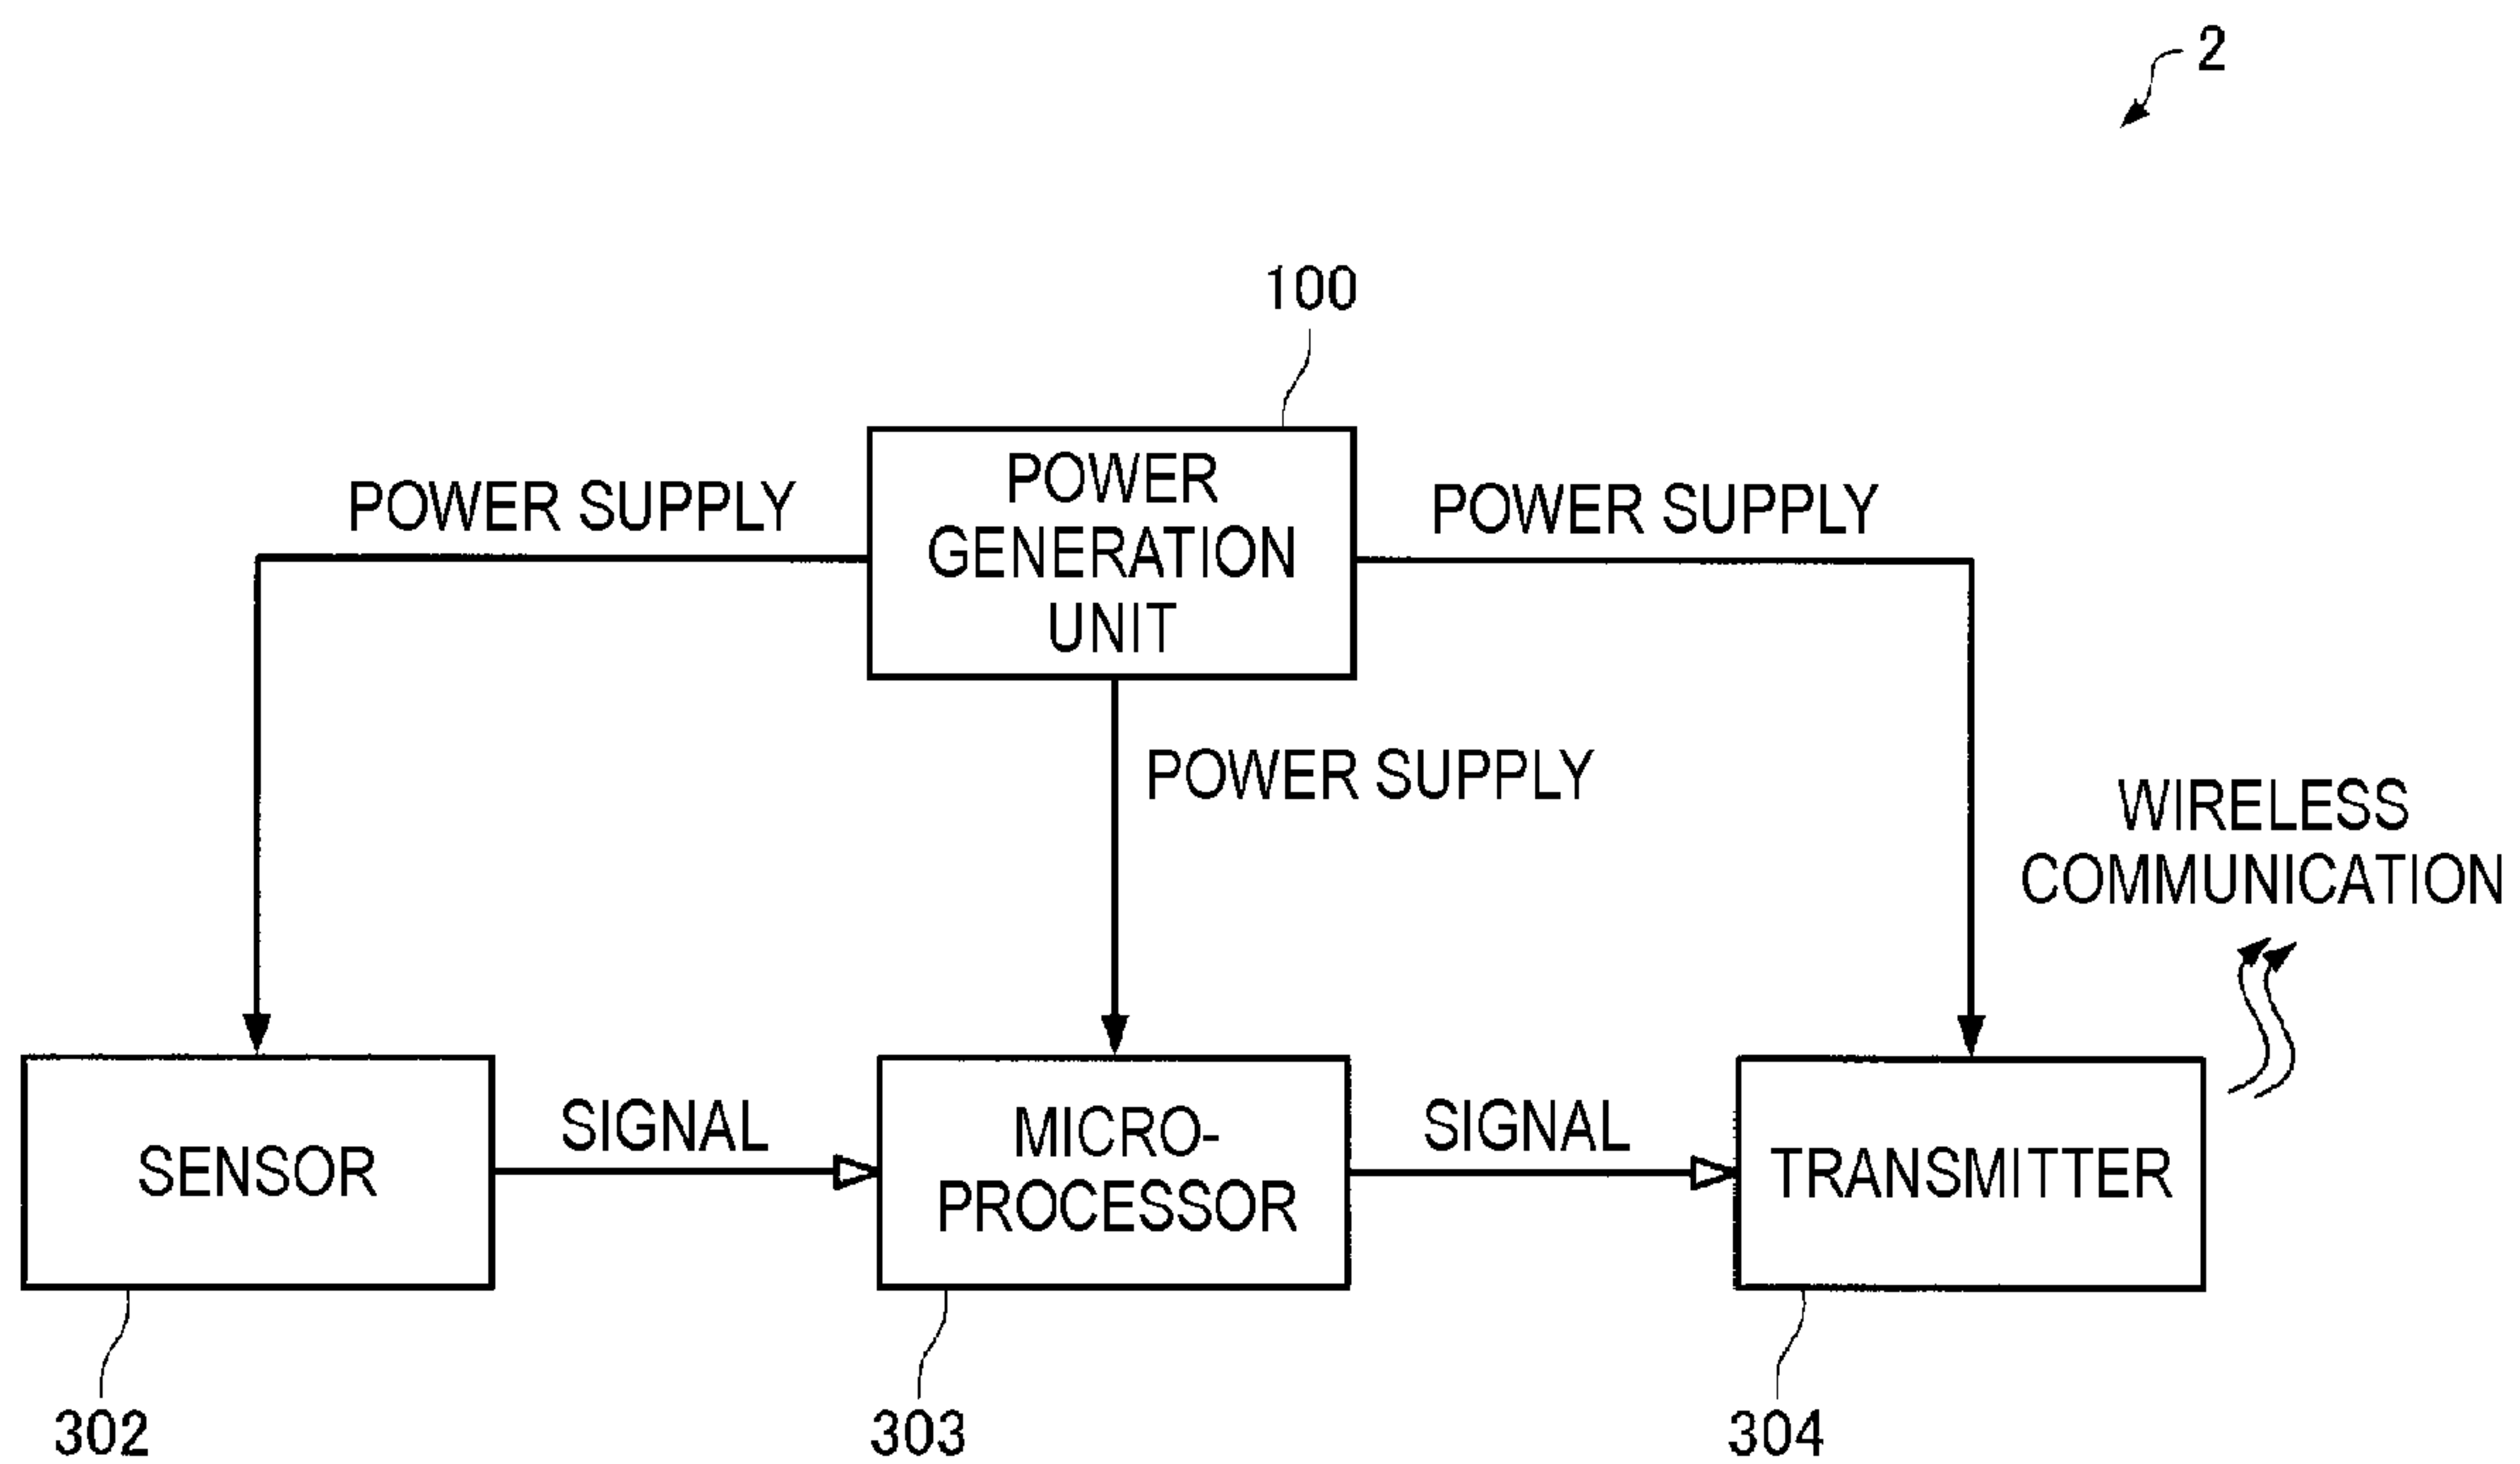 2
100
POWER
GENERATION
UNIT
POWER SUPPLY
POWER SUPPLY
POWER SUPPLY
WIRELESS
COMMUNICATION
SENSOR
SIGNAL
MICRO-
PROCESSOR
SIGNAL
TRANSMITTER
302
303
304